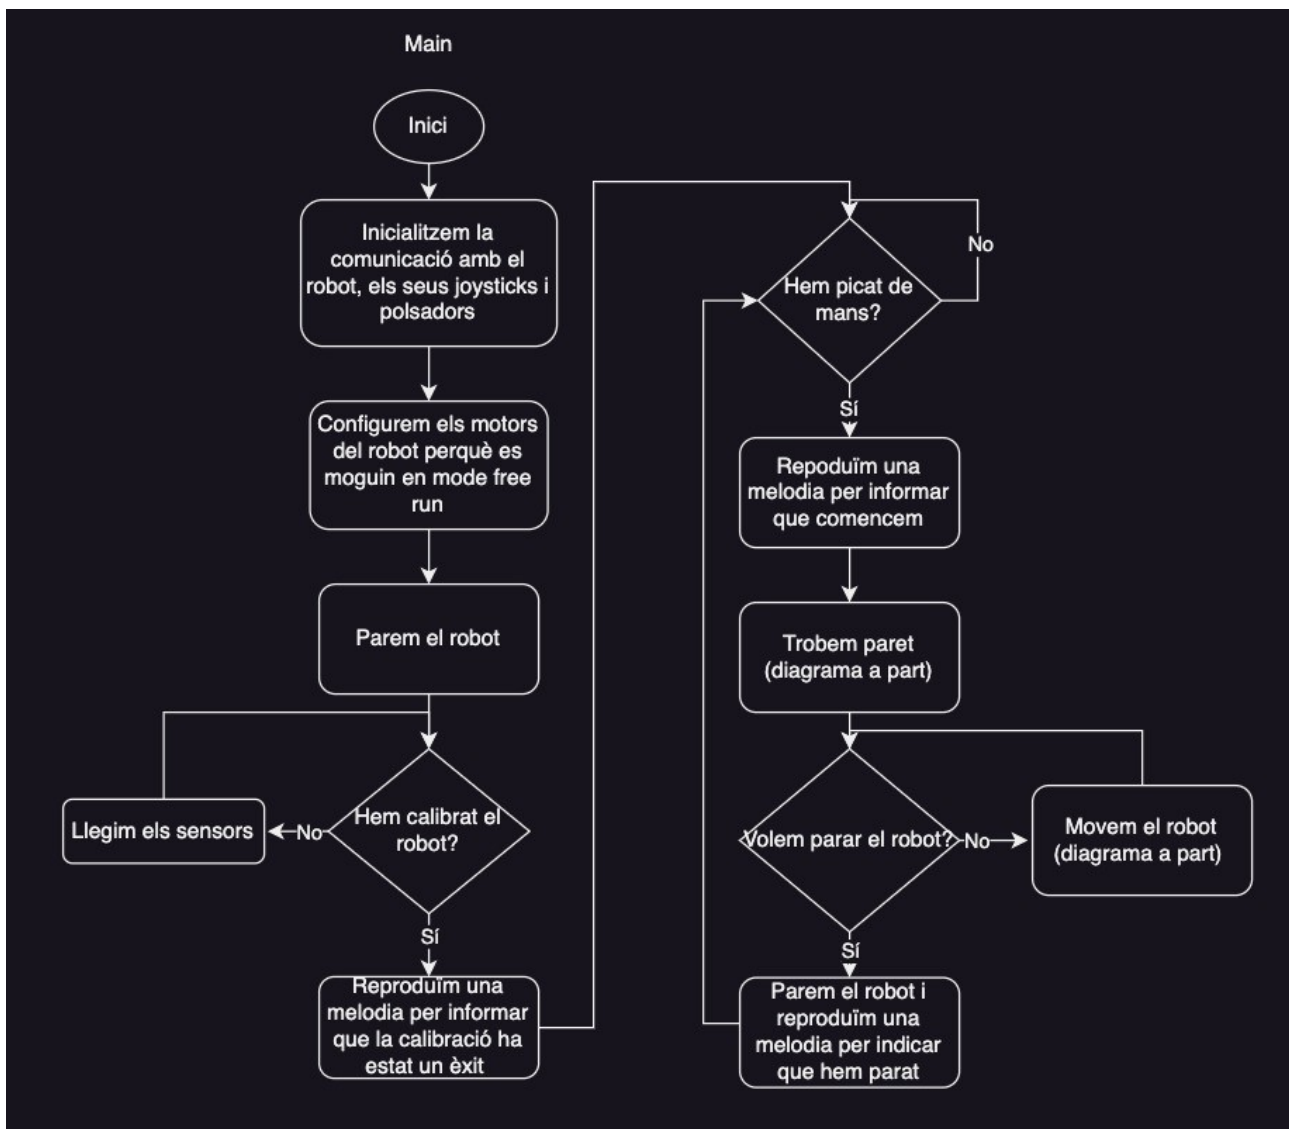 Main
Inici
Inicialitzem la
comunicació amb el
robot, els seus joysticks i
polsadors
Configurem els motors
del robot perquè es
moguin en mode free
run
Parem el robot
Hem calibrat el
robot?
No
Llegim els sensors
Sí
Reproduïm una
melodia per informar
que la calibració ha
estat un èxit
Hem picat de
mans?
No
Sí
Repoduïm una
melodia per informar
que comencem
Trobem paret
(diagrama a part)
Volem parar el robot?
No
Movem el robot
(diagrama a part)
Sí
Parem el robot i
reproduïm una
melodia per indicar
que hem parat